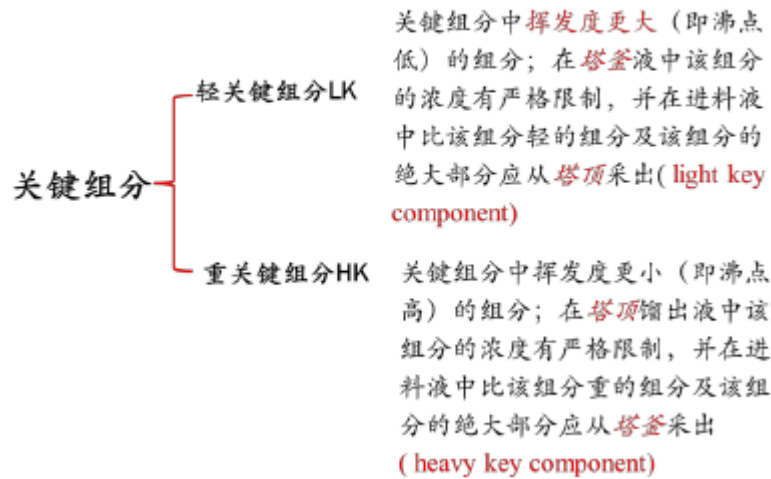 关键组分
轻关键组分LK
关键组分中挥发度更大（即沸点
低）的组分；在塔釜液中该组分
的浓度有严格限制，并在进料液
中比该组分轻的组分及该组分的
绝大部分应从塔顶采出( light key
component)
重关键组分HK
关键组分中挥发度更小（即沸点
高）的组分；在塔顶馏出液中该
组分的浓度有严格限制，并在进
料液中比该组分重的组分及该组
分的绝大部分应从塔釜采出
( heavy key component)